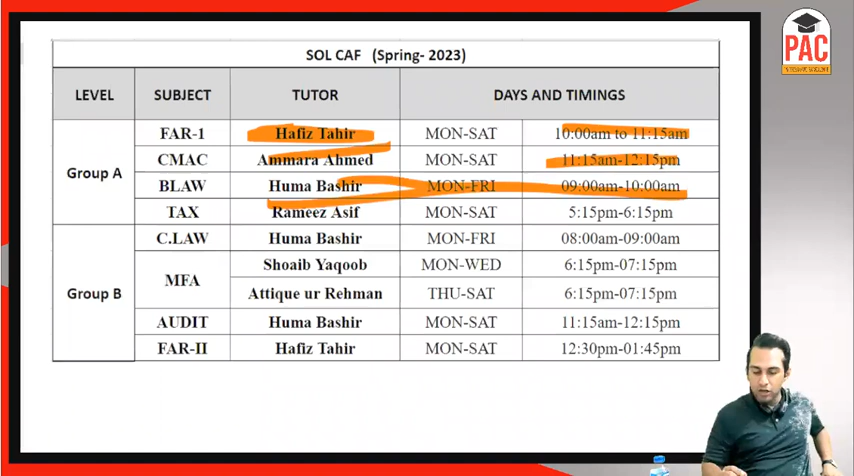 PAC
SOL CAF (Spring- 2023)
LEVEL SUBJECT TUTOR DAYS AND TIMINGS
Group A
FAR-1 Hafiz Tahir MON-SAT 10:00am to 11:15am
CMAC Ammara Ahmed MON-SAT 11:15am-12:15pm
BLAW Huma Bashir MON-FRI 09:00am-10:00am
TAX Rameez Asif MON-SAT 5:15pm-6:15pm
Group B
C.LAW Huma Bashir MON-FRI 08:00am-09:00am
MFA Shoaib Yaqoob MON-WED 6:15pm-07:15pm
Attique ur Rehman THU-SAT 6:15pm-07:15pm
AUDIT Huma Bashir MON-SAT 11:15am-12:15pm
FAR-II Hafiz Tahir MON-SAT 12:30pm-01:45pm